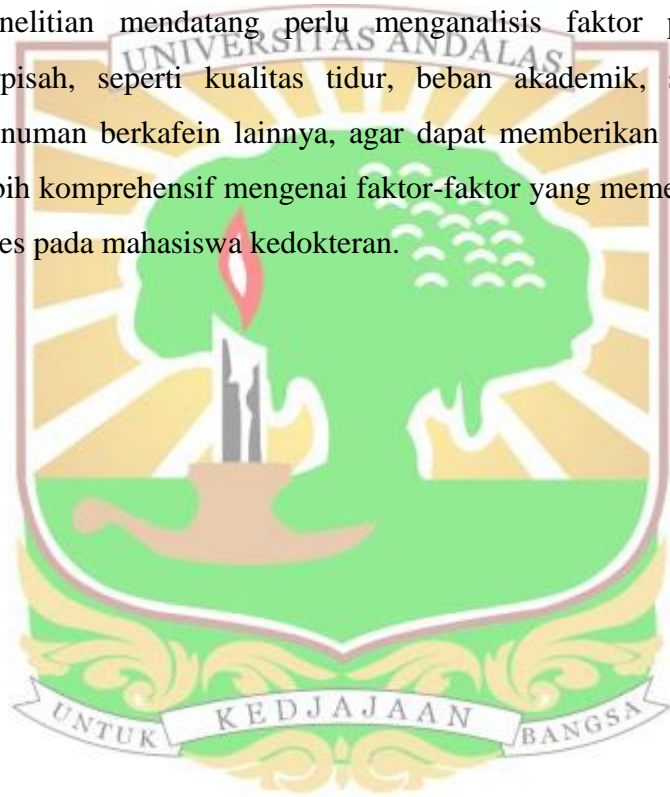 nelitian mendatang perlu menganalisis faktor p
UNIVERSITAS ANDALAS
pisah, seperti kualitas tidur, beban akademik, s
numan berkafein lainnya, agar dapat memberikan
ih komprehensif mengenai faktor-faktor yang meme
es pada mahasiswa kedokteran.
UNTUK KEDJAJAAN BANGSA